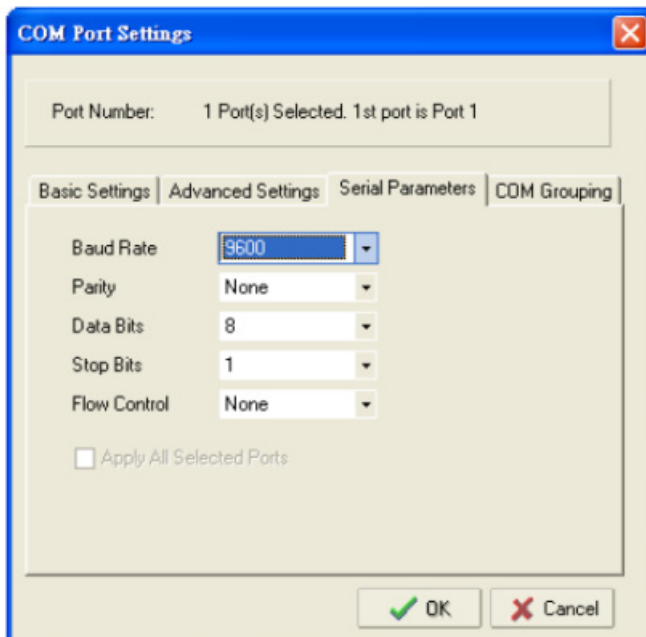 COM Port Settings
Port Number: 1 Port(s) Selected. 1st port is Port 1
Basic Settings Advanced Settings Serial Parameters COM Grouping
Baud Rate 9600
Parity None
Data Bits 8
Stop Bits 1
Flow Control None
Apply All Selected Ports
OK Cancel